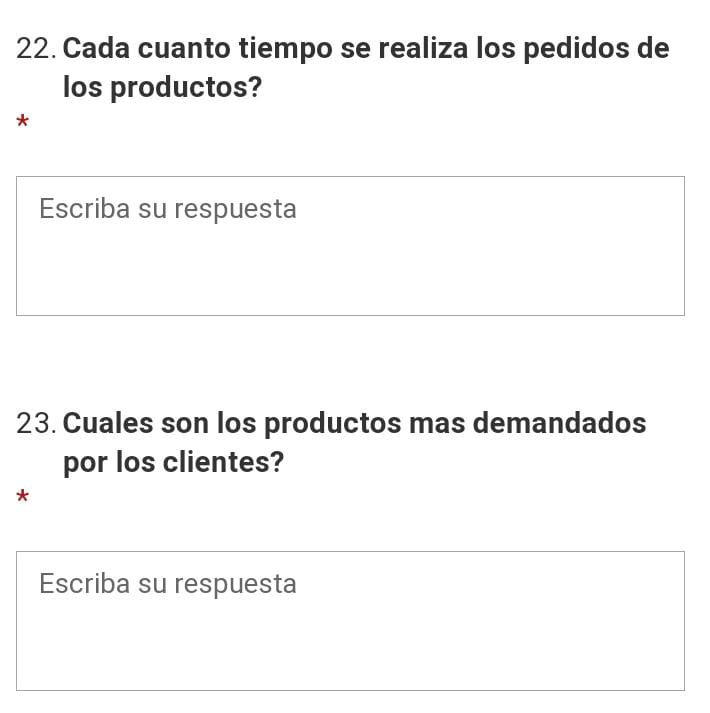 22. Cada cuanto tiempo se realiza los pedidos de
los productos?
*
Escriba su respuesta
23. Cuales son los productos mas demandados
por los clientes?
*
Escriba su respuesta